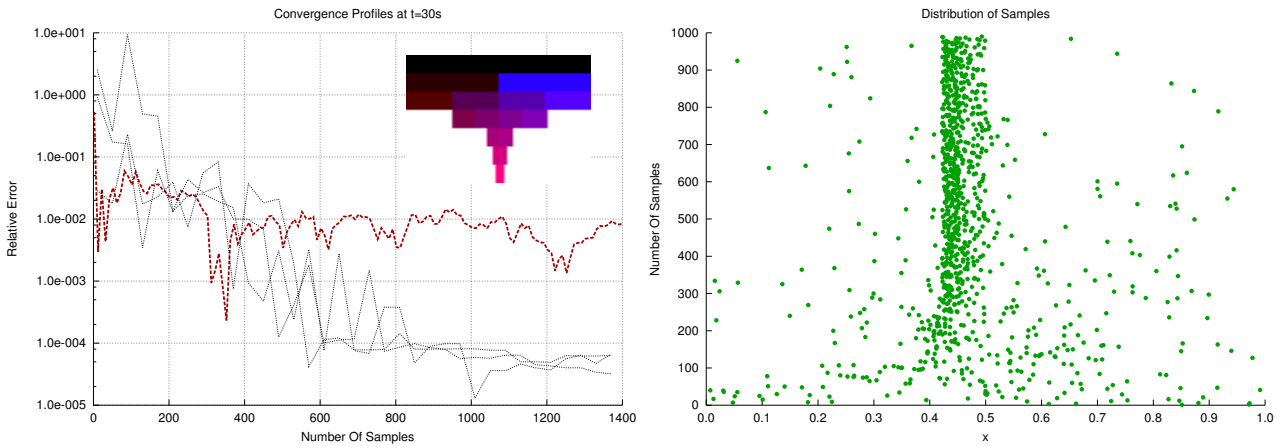 Convergence Profiles at t=30s
Relative Error
1.0e+001
1.0e+000
1.0e-001
1.0e-002
1.0e-003
1.0e-004
1.0e-005
0 200 400 600 800 1000 1200 1400
Number Of Samples
Distribution of Samples
Number Of Samples
1000
900
800
700
600
500
400
300
200
100
0
0.0 0.1 0.2 0.3 0.4 0.5 0.6 0.7 0.8 0.9 1.0
x